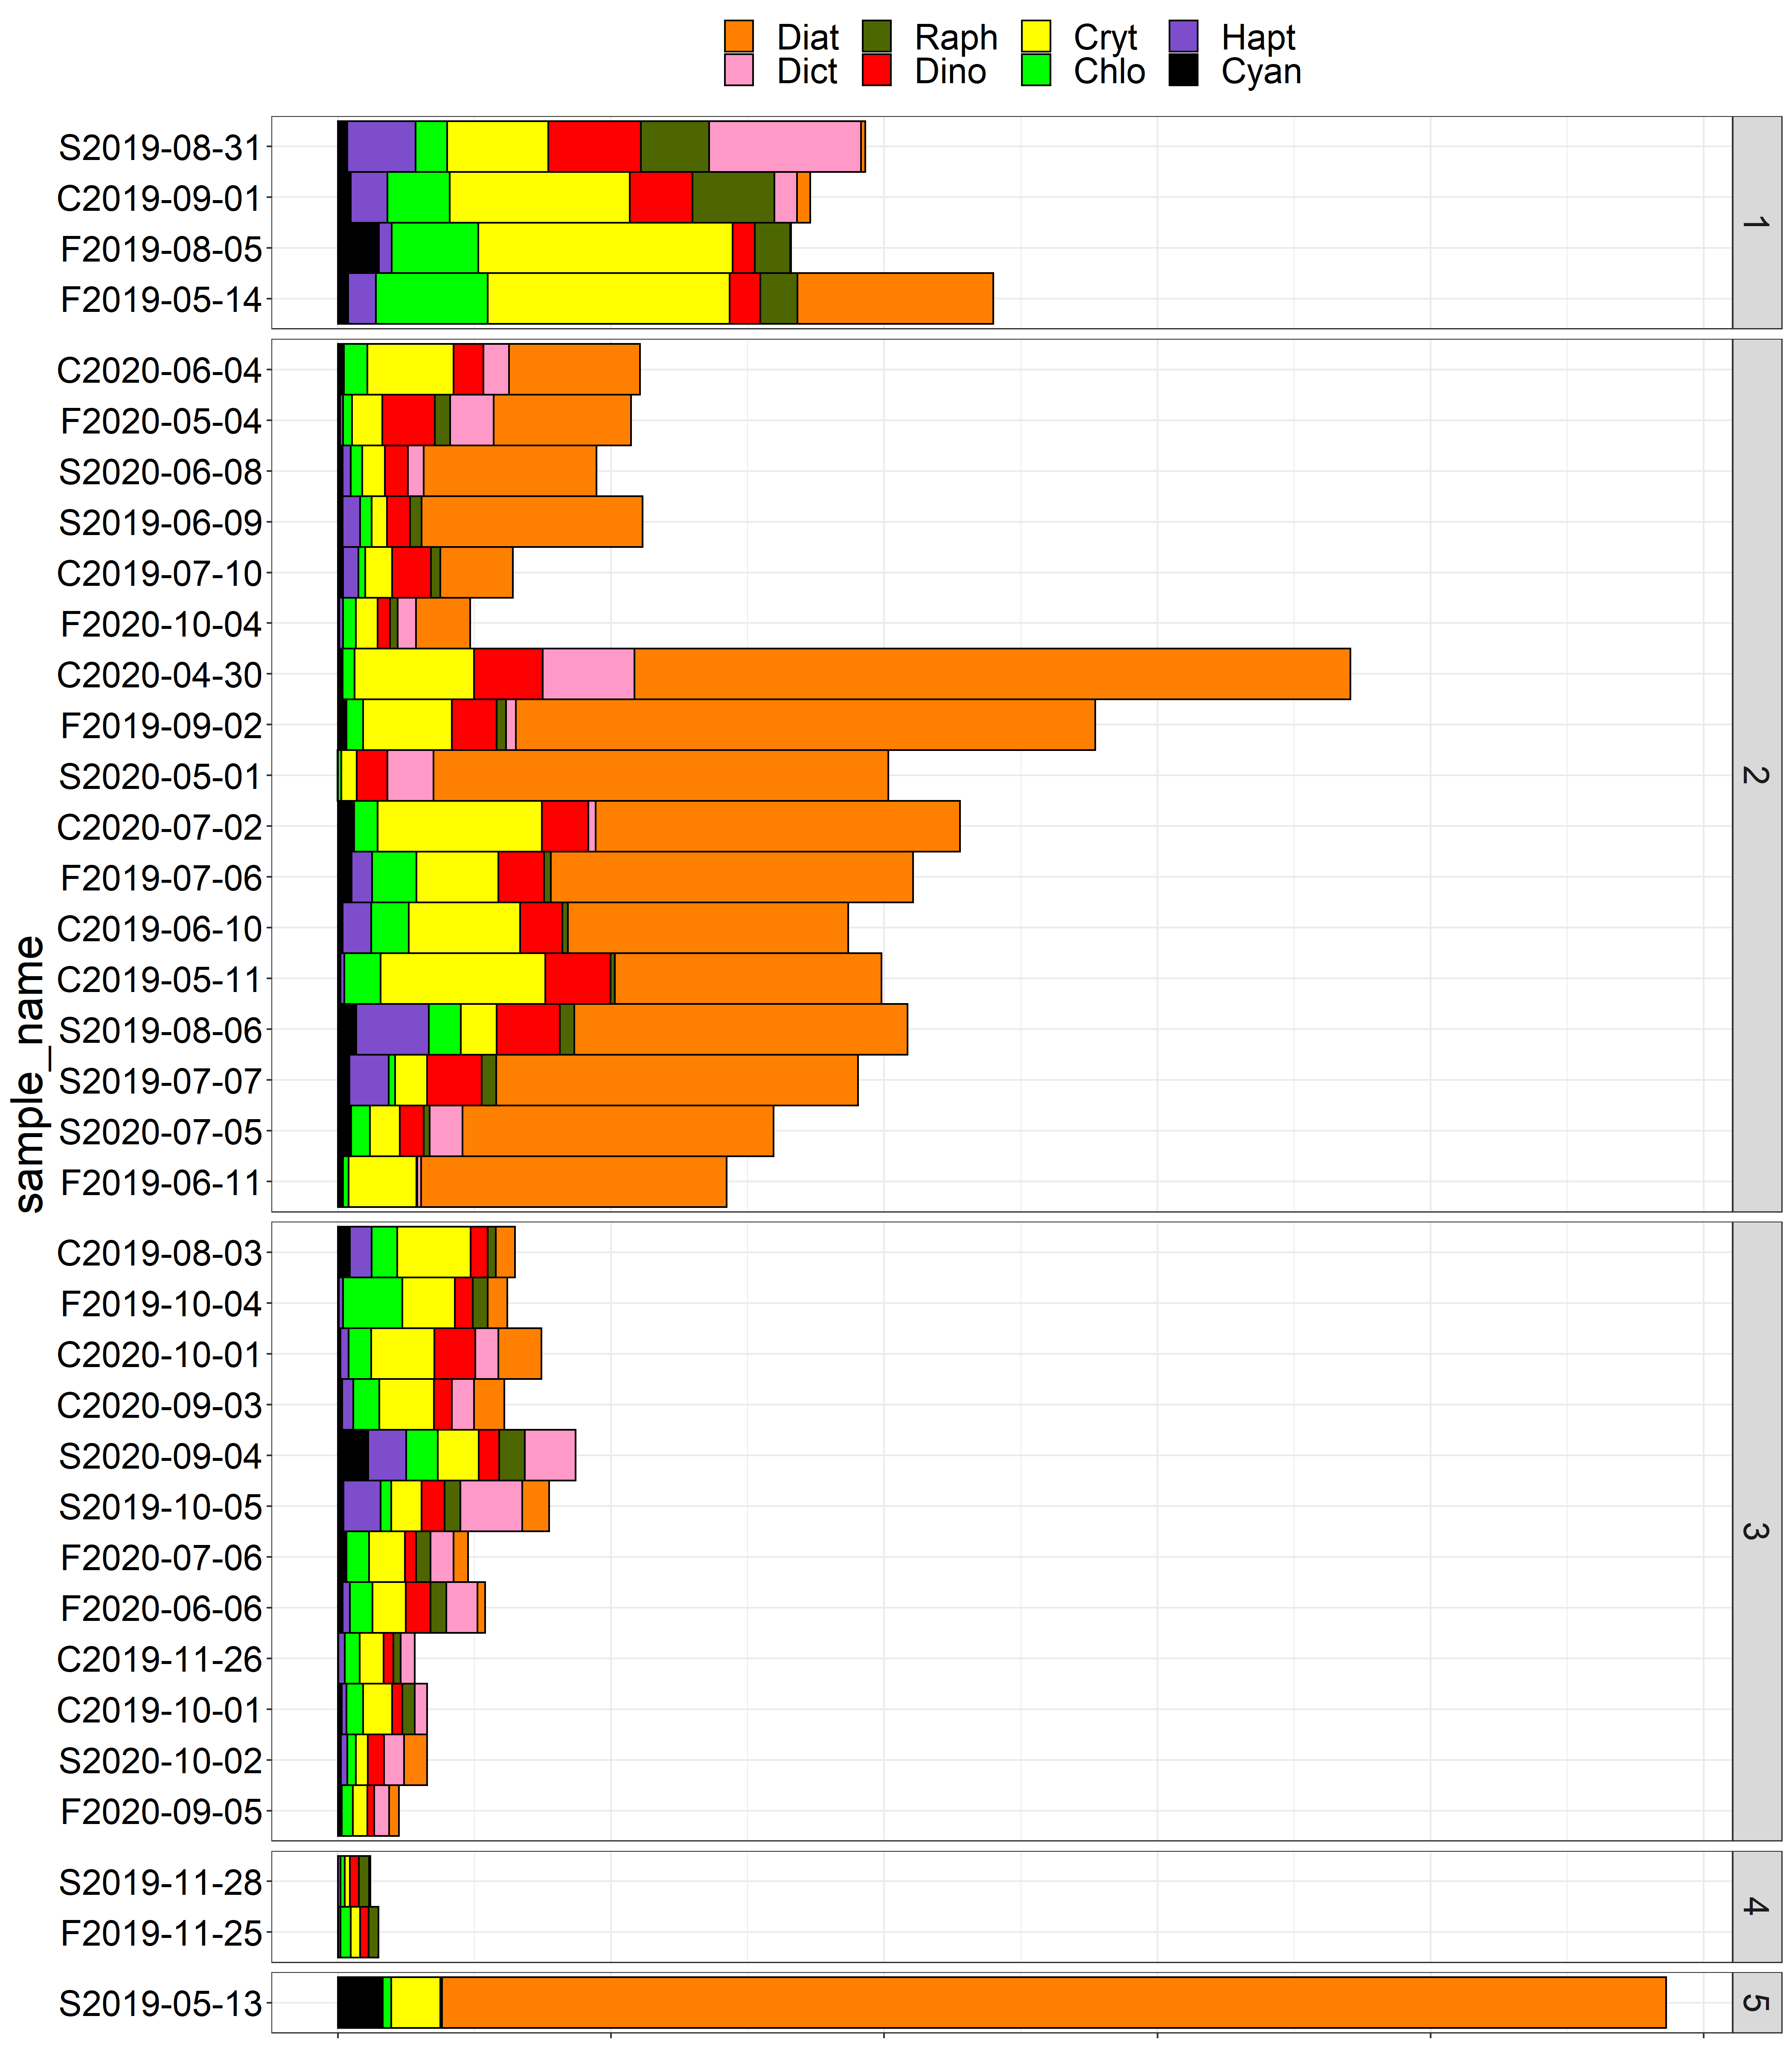 Diat Raph Cryt Hapt
Dict Dino Chlo Cyan
S2019-08-31
C2019-09-01
F2019-08-05
F2019-05-14
1
C2020-06-04
F2020-05-04
S2020-06-08
S2019-06-09
C2019-07-10
F2020-10-04
C2020-04-30
F2019-09-02
S2020-05-01
C2020-07-02
F2019-07-06
C2019-06-10
C2019-05-11
S2019-08-06
S2019-07-07
S2020-07-05
F2019-06-11
2
sample_name
C2019-08-03
F2019-10-04
C2020-10-01
C2020-09-03
S2020-09-04
S2019-10-05
F2020-07-06
F2020-06-06
C2019-11-26
C2019-10-01
S2020-10-02
F2020-09-05
3
S2019-11-28
F2019-11-25
4
S2019-05-13
5